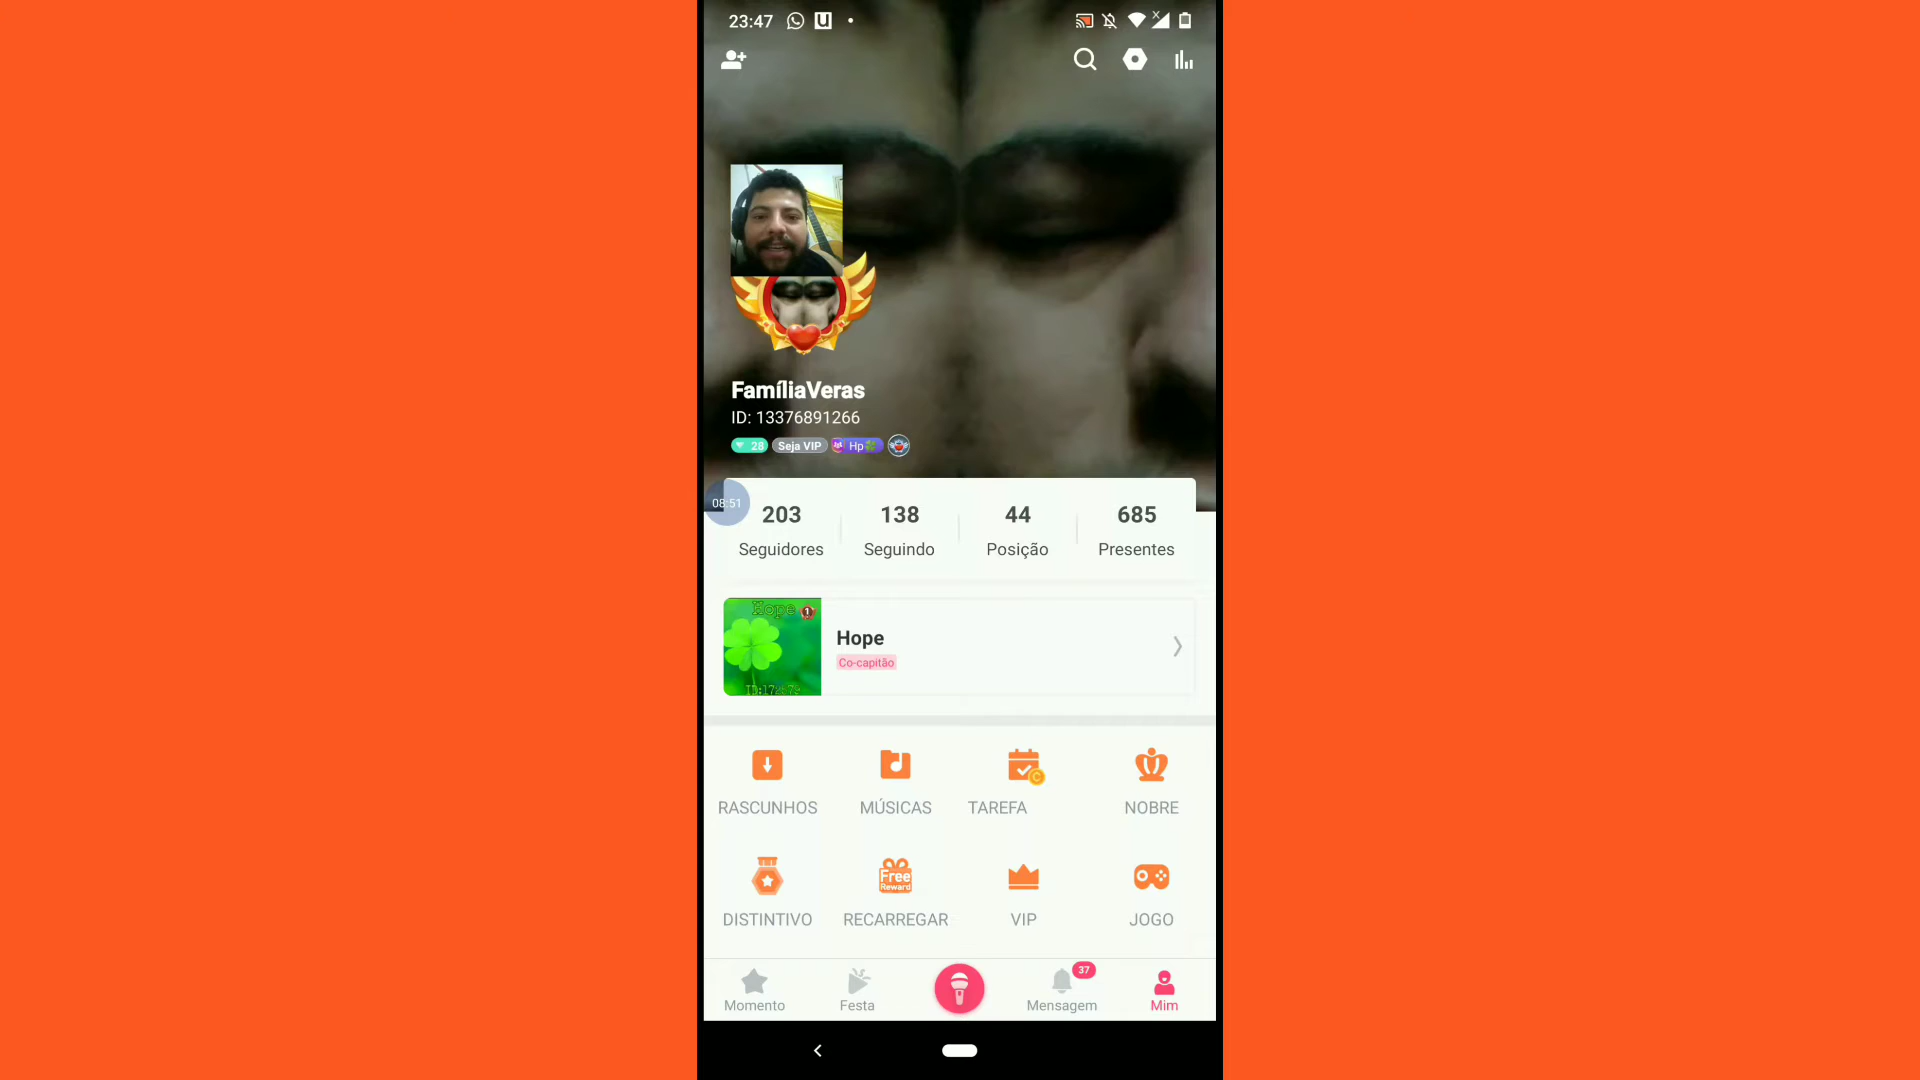 23:47
FamíliaVeras
ID: 13376891266
28 Seja VIP Hp
08:51
203 138 44 685
Seguidores Seguindo Posição Presentes
Hope 1
Hope
Co-capitão
RASCUNHOS MÚSICAS TAREFA NOBRE
Free
Reward
DISTINTIVO RECARREGAR VIP JOGO
37
Momento Festa Mensagem Mim